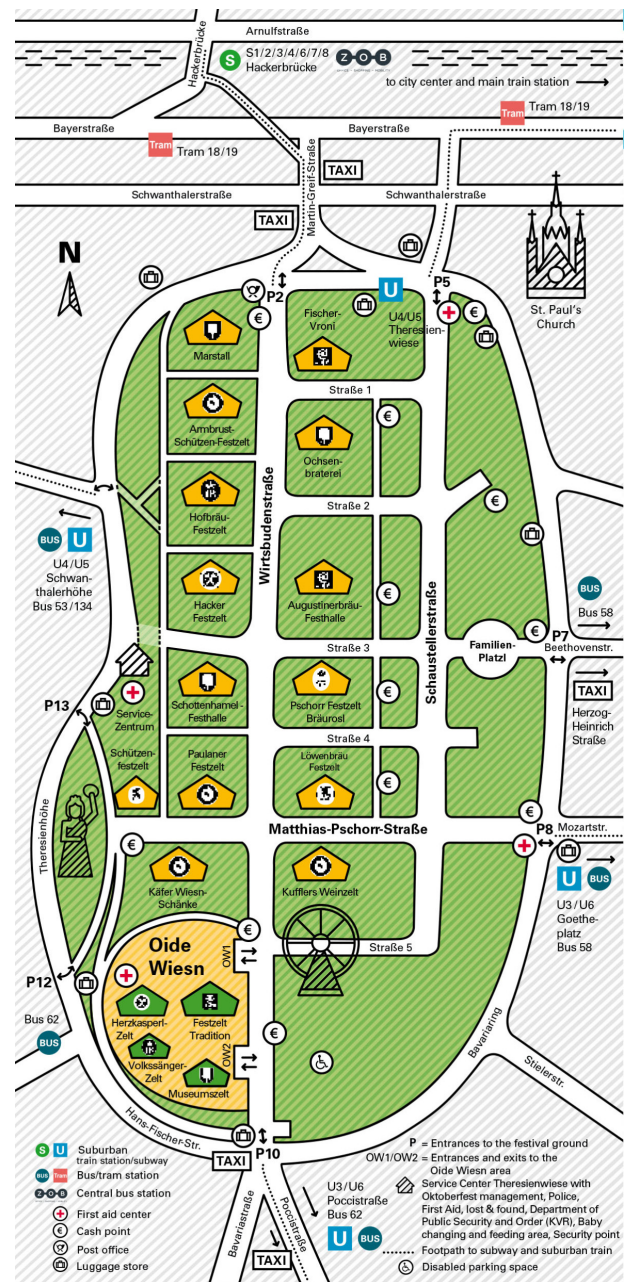 Arnulfstraße
Hackerbrücke
S
S1/2/3/4/6/7/8
Hackerbrücke
Z O B
to city center and main train station
Tram
Tram 18/19
Bayerstraße
Bayerstraße
Tram
Tram 18/19
Martin-Greif-Straße
TAXI
Schwanthalerstraße
Schwanthalerstraße
TAXI
N
P2
U
P5
U4/U5
Theresien-
wiese
St. Paul's
Church
€
€
Fischer-
Vroni
Marstall
Straße 1
€
Armbrust-
Schützen-Festzelt
Ochsen-
braterei
Wirtsbudenstraße
Hofbräu-
Festzelt
Straße 2
€
BUS
U
U4/U5
Schwan-
thalerhöhe
Bus 53/134
Hacker
Festzelt
Augustinerbräu-
Festhalle
€
Schaustellerstraße
BUS
Bus 58
€
P7
Beethovenstr.
Straße 3
Familien-
Platzl
TAXI
Herzog-
Heinrich
Straße
P13
Service-
Zentrum
Schottenhamel-
Festhalle
Pschorr Festzelt
Bräurosl
€
Straße 4
Schützen-
festzelt
Paulaner
Festzelt
Löwenbräu
Festzelt
€
€
Theresienhöhe
Matthias-Pschorr-Straße
P8
Mozartstr.
€
U
BUS
U3/U6
Goethe-
platz
Bus 58
Käfer Wiesn-
Schänke
Kufflers Weinzelt
€
Oide
Wiesn
OW1
Straße 5
P12
Bus 62
BUS
Herzkasperl-
Zelt
Festzelt
Tradition
€
Volkssänger-
Zelt
OW2
Museumszelt
Bavariaring
Stielerstr.
Hans-Fischer-Str.
TAXI
P10
Bavariastraße
Poccistraße
TAXI
U3/U6
Poccistraße
Bus 62
U
BUS
S U Suburban
train station/subway
BUS Tram Bus/tram station
Z O B Central bus station
First aid center
€ Cash point
Post office
Luggage store
P = Entrances to the festival ground
OW1/OW2 = Entrances and exits to the
Oide Wiesn area
Service Center Theresienwiese with
Oktoberfest management, Police,
First Aid, lost & found, Department of
Public Security and Order (KVR), Baby
changing and feeding area, Security point
Footpath to subway and suburban train
Disabled parking space